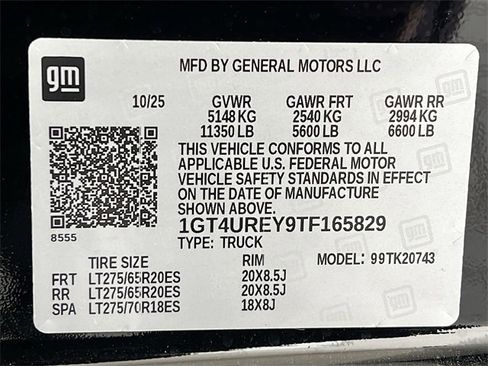 gm
MFD BY GENERAL MOTORS LLC
10/25 GVWR GAWR FRT GAWR RR
5148 KG 2540 KG 2994 KG
11350 LB 5600 LB 6600 LB
THIS VEHICLE CONFORMS TO ALL
APPLICABLE U.S. FEDERAL MOTOR
VEHICLE SAFETY STANDARDS IN EFFECT
ON THE DATE OF MANUFACTURE
SHOWN ABOVE.
8555
1GT4UREY9TF165829
TYPE: TRUCK MODEL: 99TK20743
TIRE SIZE RIM
FRT LT275/65R20ES 20X8.5J
RR LT275/65R20ES 20X8.5J
SPA LT275/70R18ES 18X8J